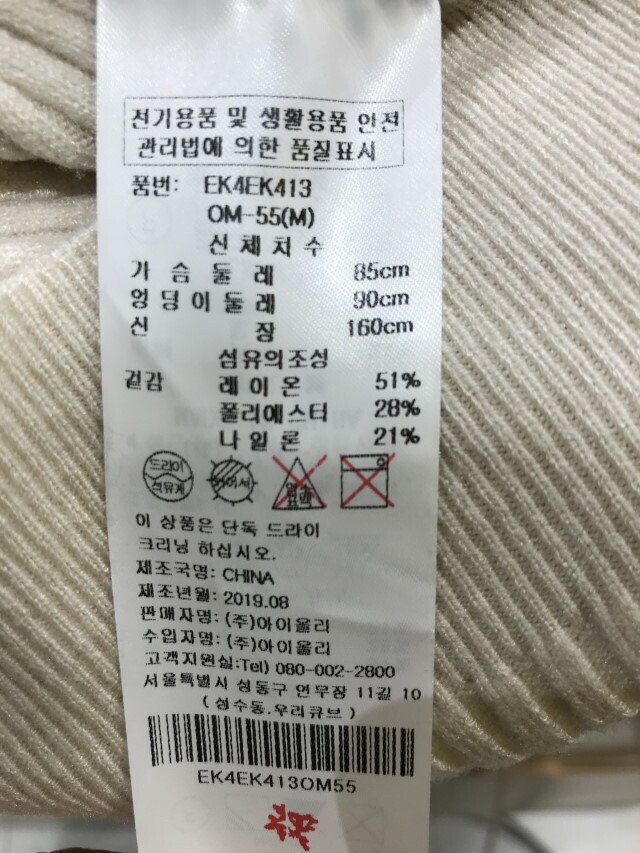 전기용품 및 생활용품 안전
관리법에 의한 품질표시
품번: EK4EK413
OM-55(M)
신체치수
가슴둘레 85cm
엉덩이둘레 90cm
신장 160cm
섬유의조성
겉감 레이온 51%
폴리에스터 28%
나일론 21%
드라이
석유계
이 상품은 단독 드라이
크리닝 하십시오.
제조국명: CHINA
제조년월: 2019.08
판매자명: (주)아이올리
수입자명: (주)아이올리
고객지원실:Tel) 080-002-2800
서울특별시 성동구 연무장 11길 10
(성수동,우리큐브)
EK4EK413OM55